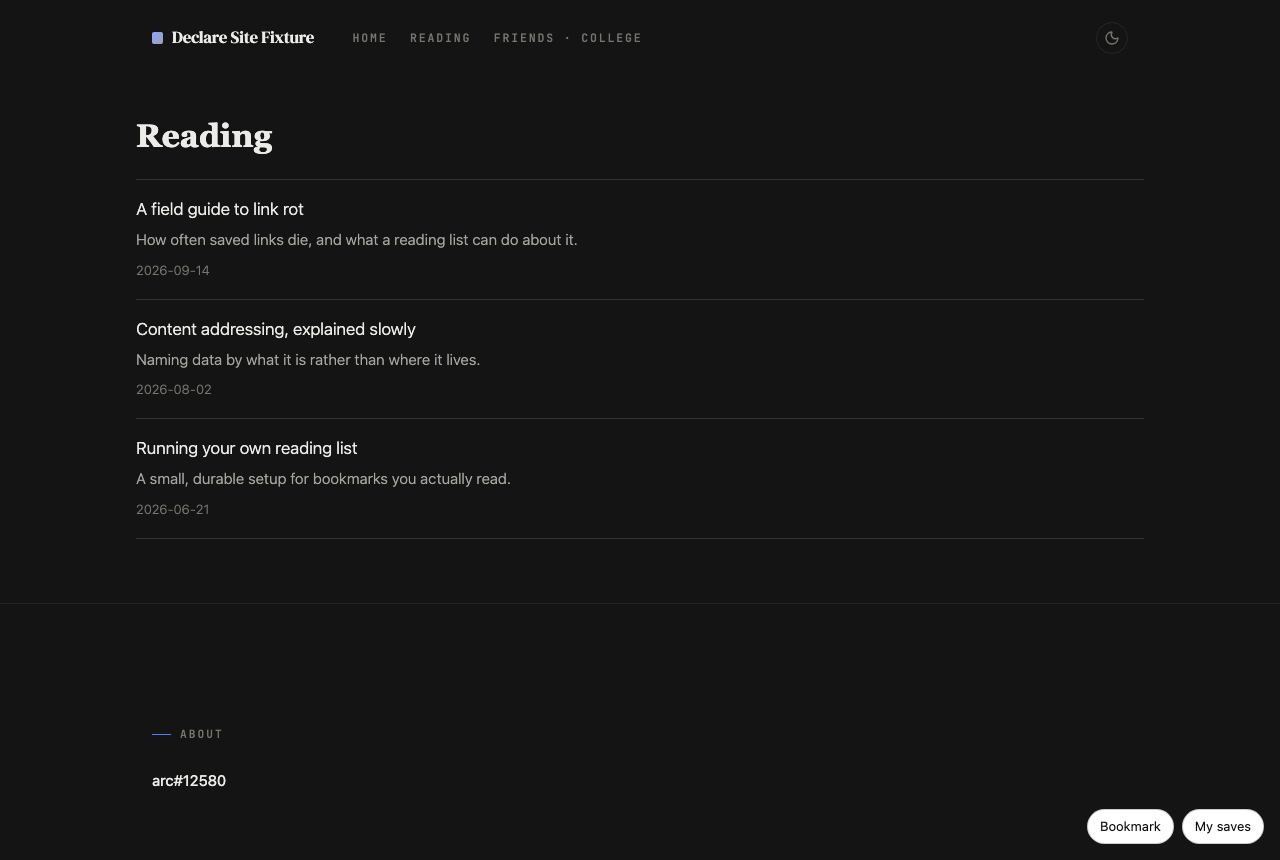 Declare Site Fixture
HOME
READING
FRIENDS · COLLEGE
Reading
A field guide to link rot
How often saved links die, and what a reading list can do about it.
2026-09-14
Content addressing, explained slowly
Naming data by what it is rather than where it lives.
2026-08-02
Running your own reading list
A small, durable setup for bookmarks you actually read.
2026-06-21
ABOUT
arc#12580
Bookmark
My saves